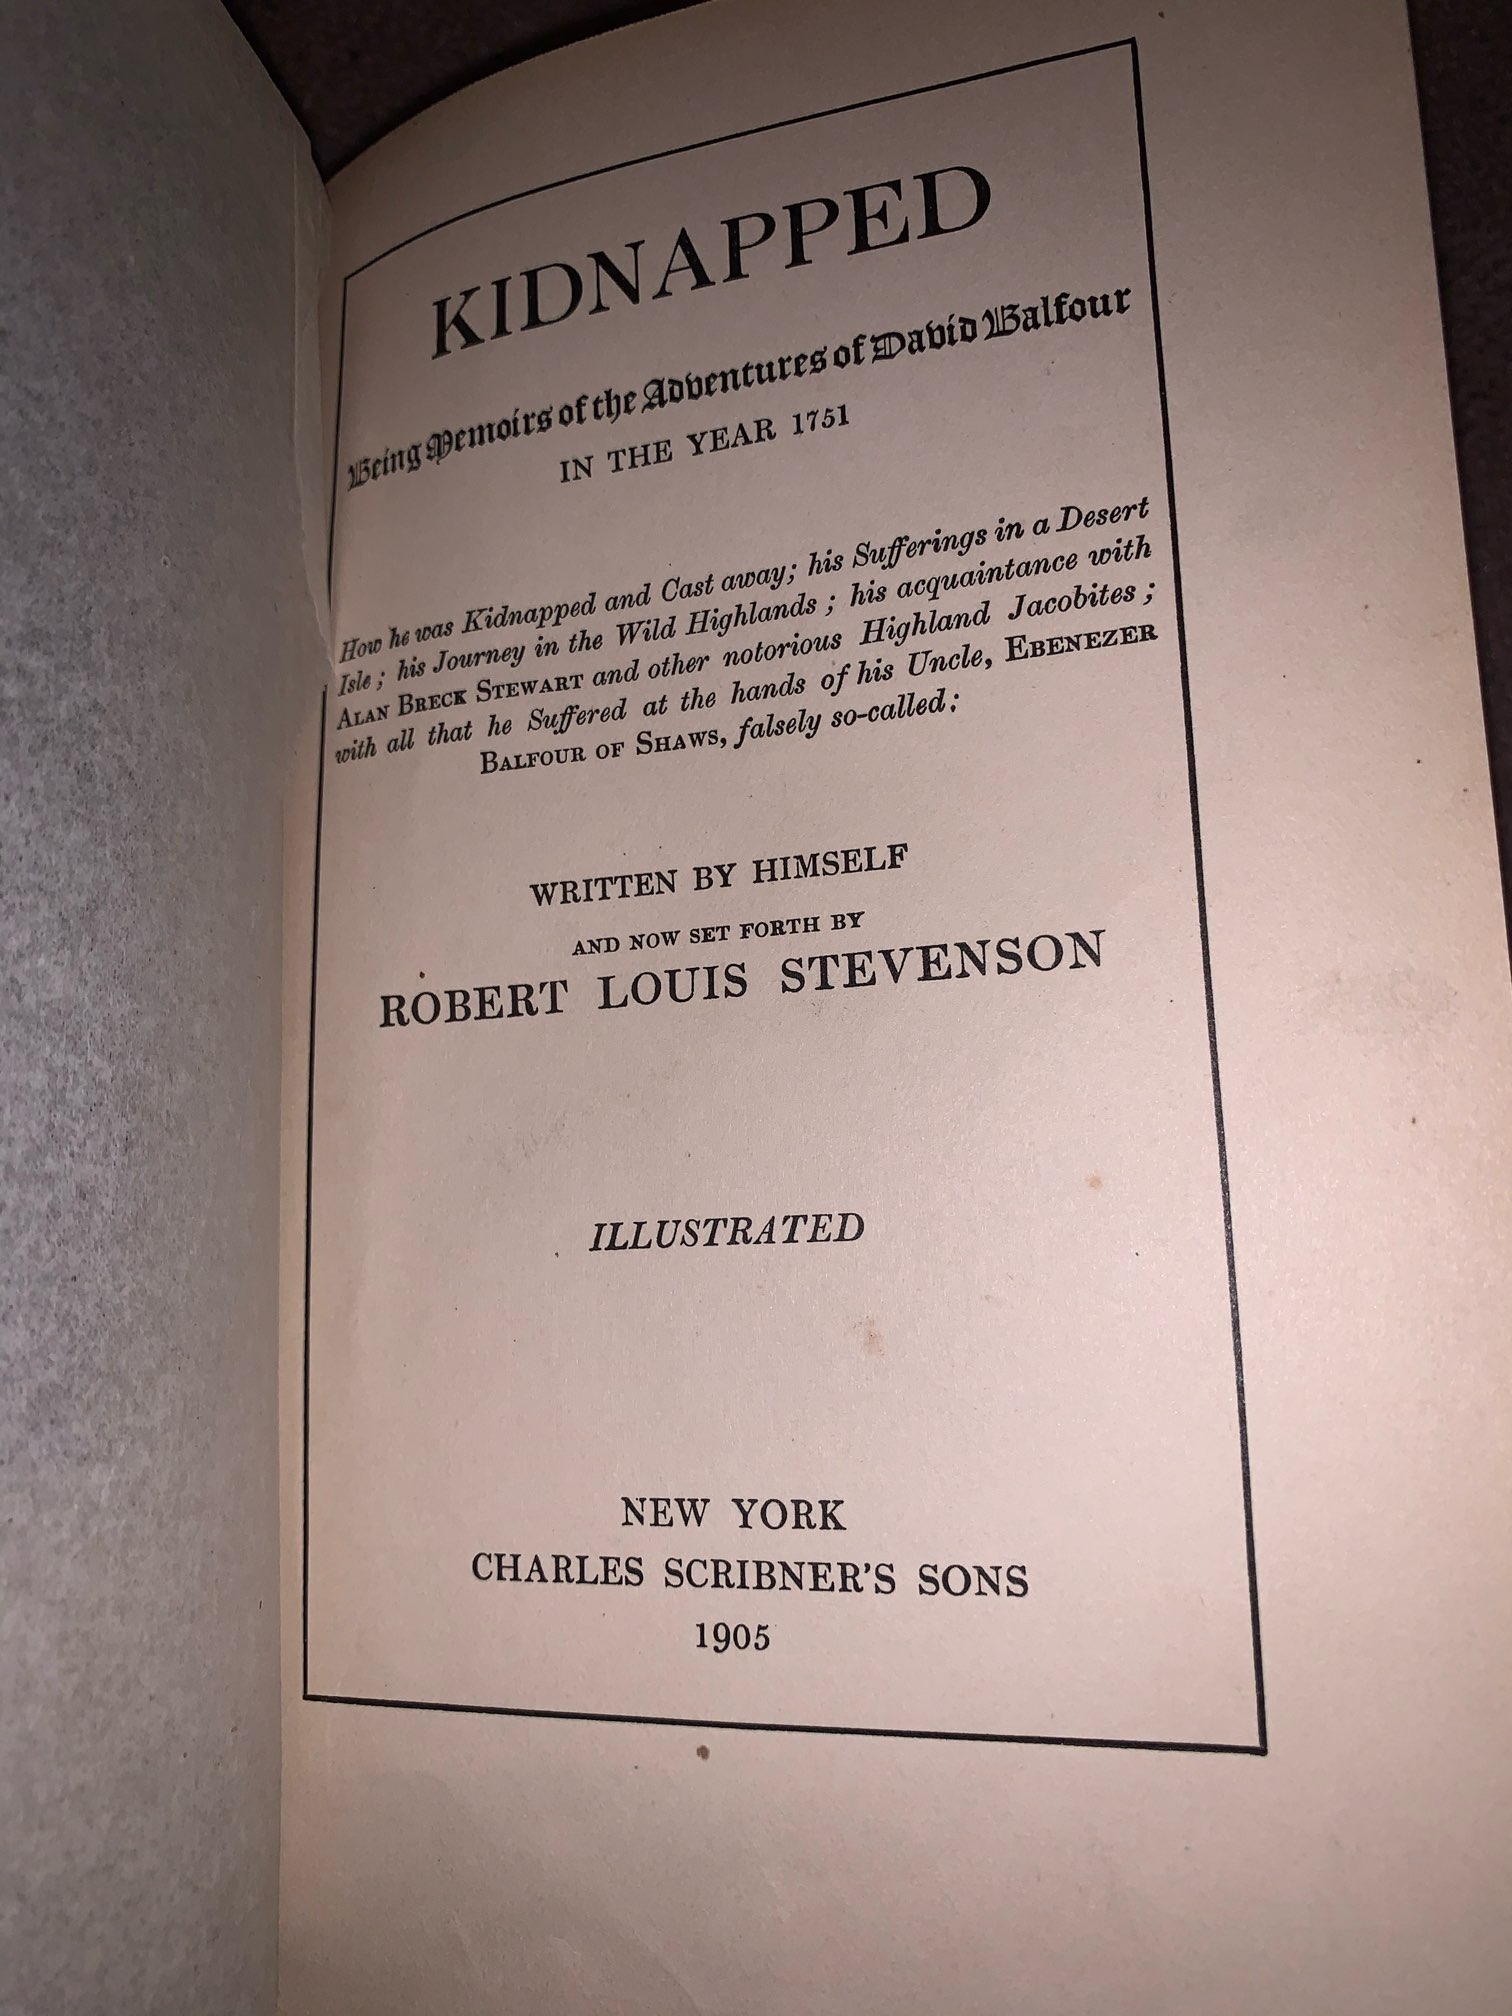 KIDNAPPED
Being Memoirs of the Adventures of David Balfour
IN THE YEAR 1751
How he was Kidnapped and Cast away; his Sufferings in a Desert
Isle; his Journey in the Wild Highlands; his acquaintance with
ALAN BRECK STEWART and other notorious Highland Jacobites;
with all that he Suffered at the hands of his Uncle, EBENEZER
BALFOUR OF SHAWS, falsely so-called:
WRITTEN BY HIMSELF
AND NOW SET FORTH BY
ROBERT LOUIS STEVENSON
ILLUSTRATED
NEW YORK
CHARLES SCRIBNER'S SONS
1905